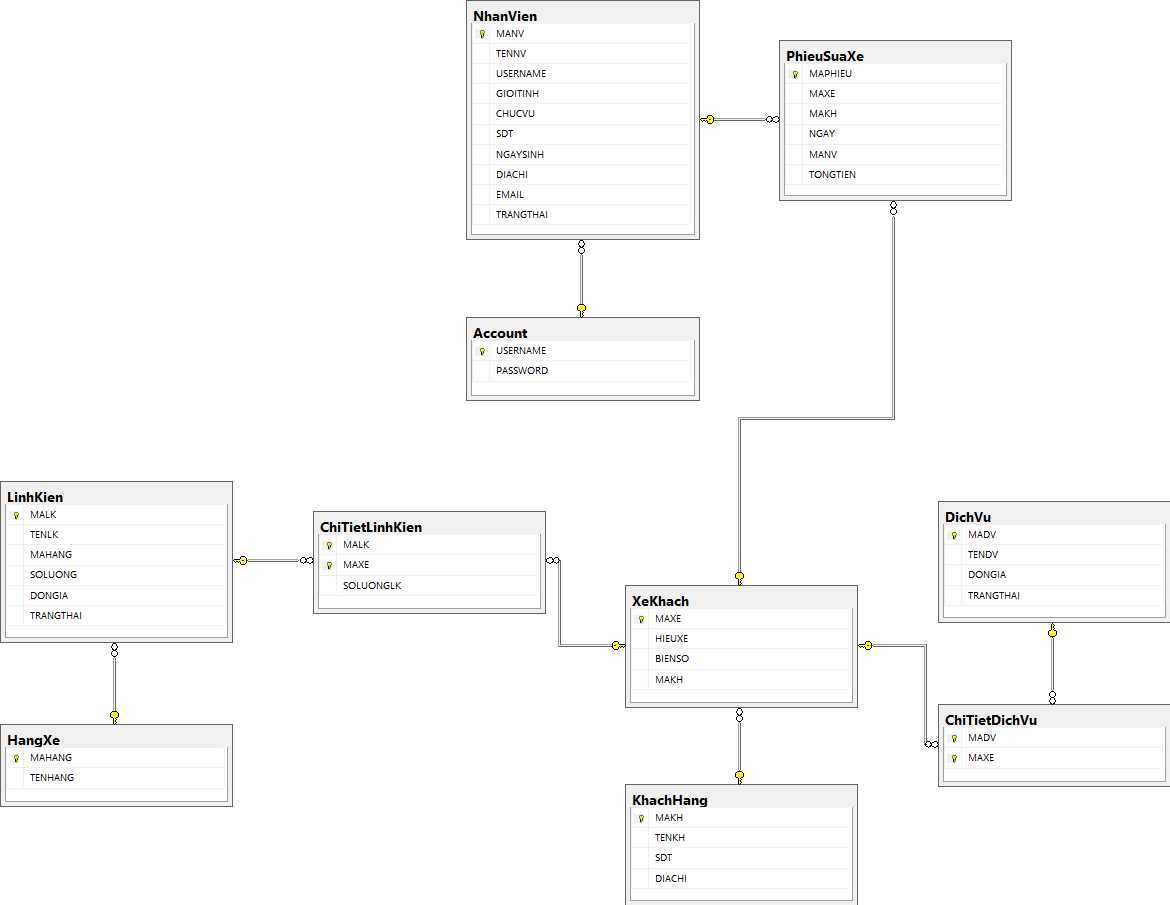 NhanVien
MANV
TENNV
USERNAME
GIOITINH
CHUCVU
SDT
NGAYSINH
DIACHI
EMAIL
TRANGTHAI
PhieuSuaXe
MAPHIEU
MAXE
MAKH
NGAY
MANV
TONGTIEN
Account
USERNAME
PASSWORD
LinhKien
MALK
TENLK
MAHANG
SOLUONG
DONGIA
TRANGTHAI
ChiTietLinhKien
MALK
MAXE
SOLUONGLK
DichVu
MADV
TENDV
DONGIA
TRANGTHAI
XeKhach
MAXE
HIEUXE
BIENSO
MAKH
HangXe
MAHANG
TENHANG
ChiTietDichVu
MADV
MAXE
KhachHang
MAKH
TENKH
SDT
DIACHI